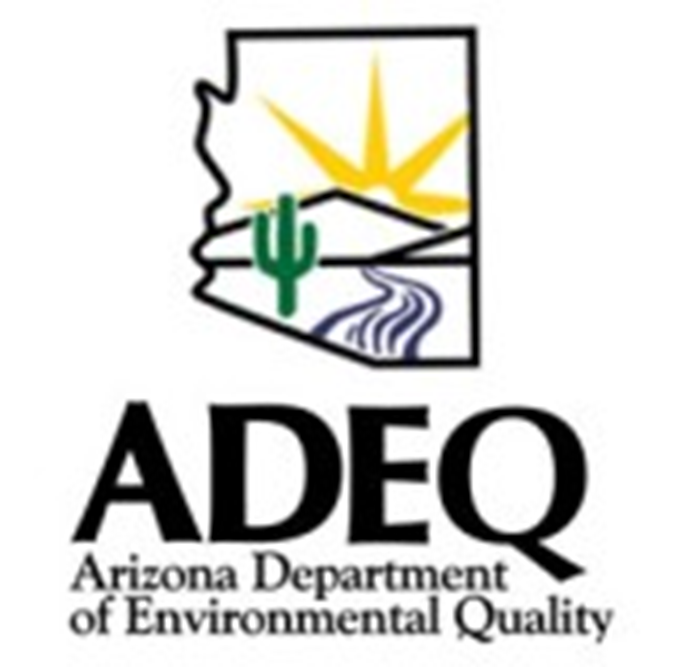 ADEQ
Arizona Department
of Environmental Quality